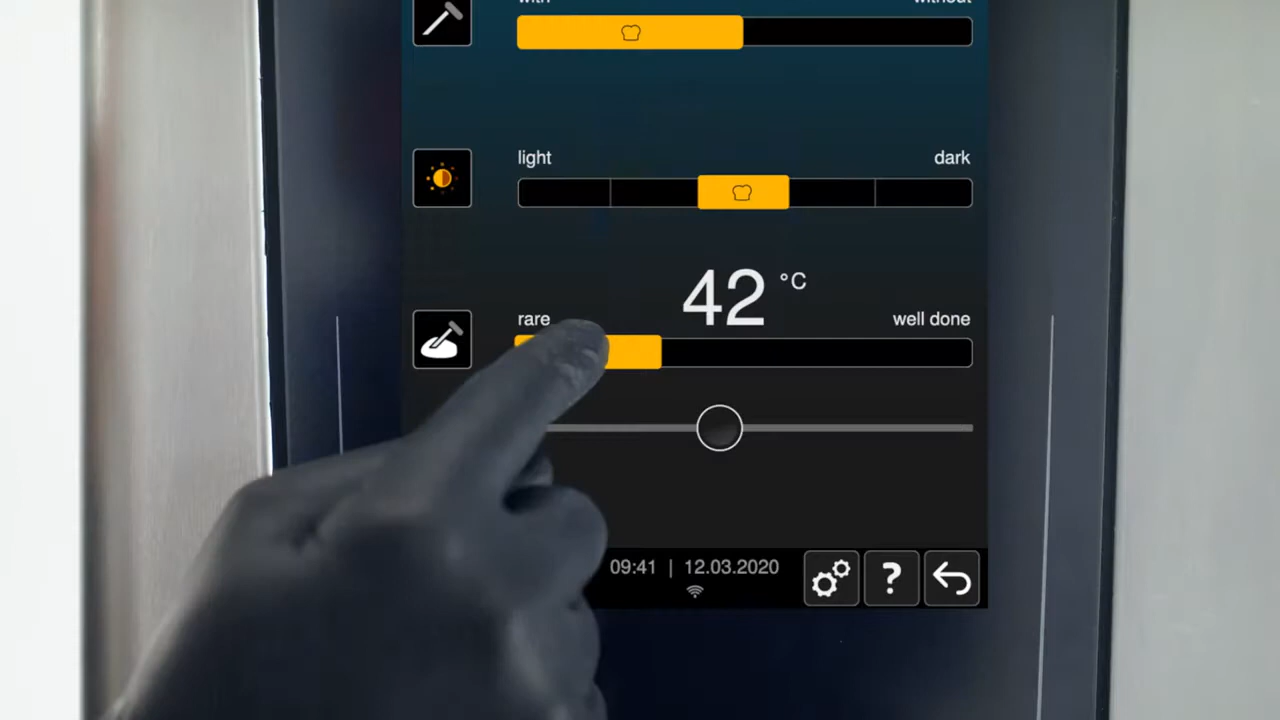 with without
light dark
42 °C
rare well done
09:41 | 12.03.2020
?